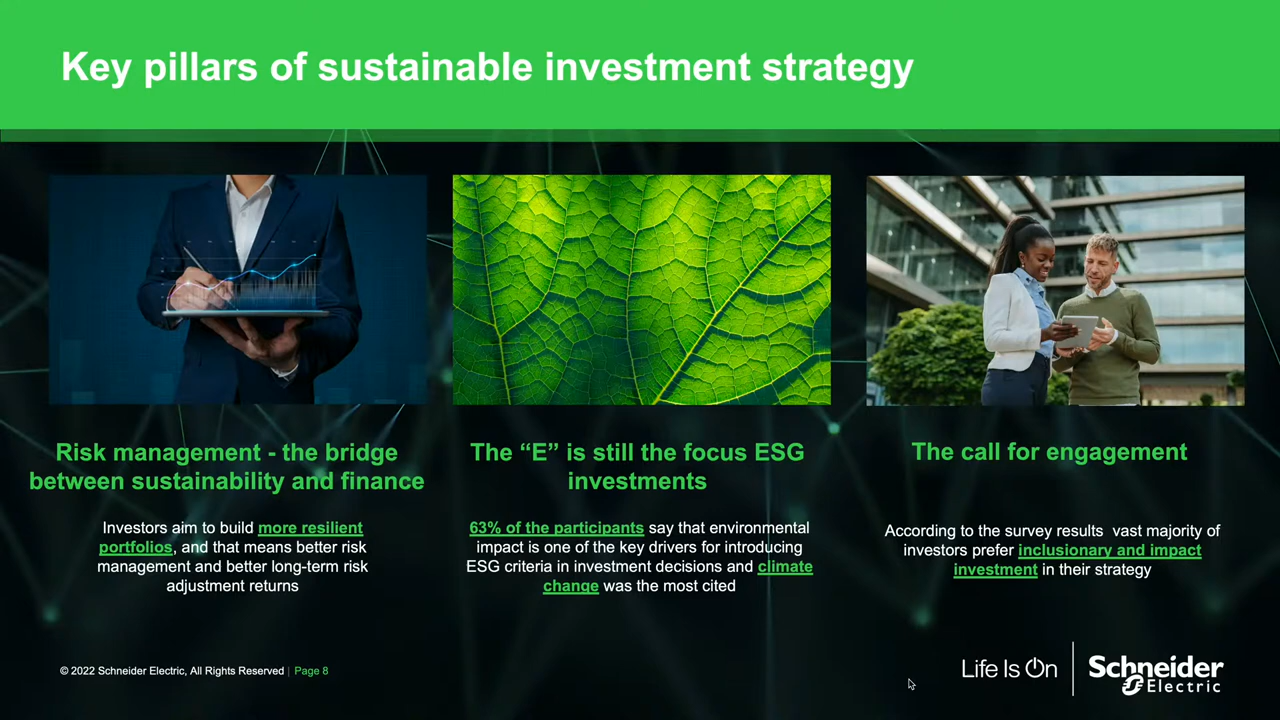 Key pillars of sustainable investment strategy
Risk management - the bridge
between sustainability and finance
Investors aim to build more resilient
portfolios, and that means better risk
management and better long-term risk
adjustment returns
The “E” is still the focus ESG
investments
63% of the participants say that environmental
impact is one of the key drivers for introducing
ESG criteria in investment decisions and climate
change was the most cited
The call for engagement
According to the survey results  vast majority of
investors prefer inclusionary and impact
investment in their strategy
© 2022 Schneider Electric, All Rights Reserved | Page 8
Life Is On
Schneider
Electric